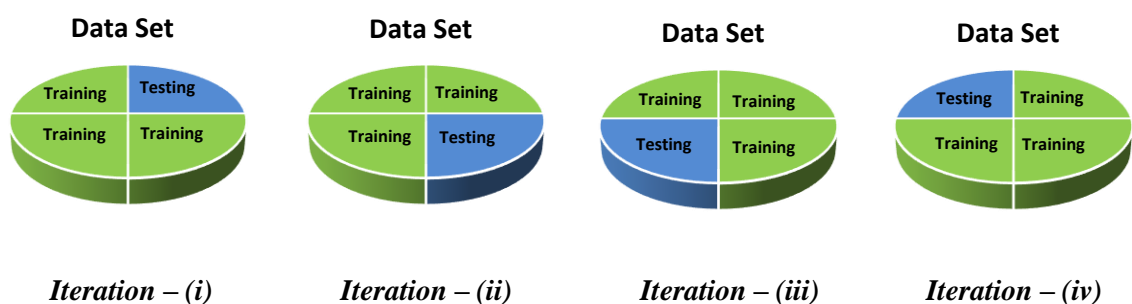 Data Set
Training Testing
Training Training
Iteration – (i)
Data Set
Training Training
Training Testing
Iteration – (ii)
Data Set
Training Training
Testing Training
Iteration – (iii)
Data Set
Testing Training
Training Training
Iteration – (iv)